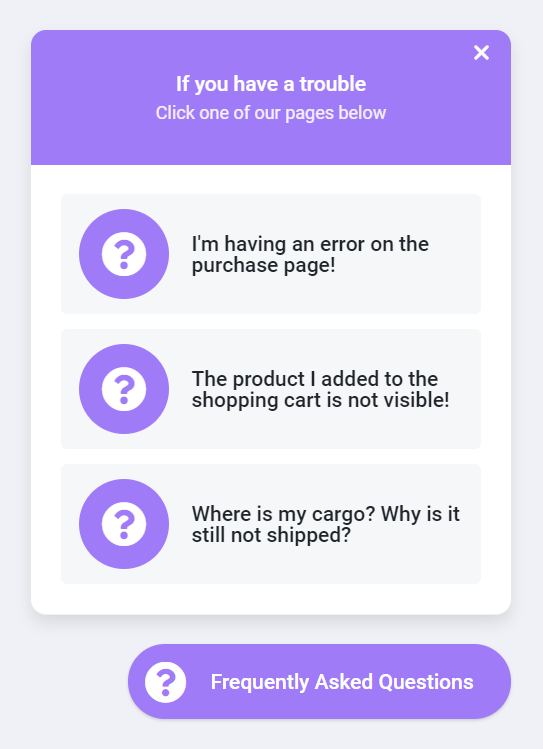 If you have a trouble
Click one of our pages below
I'm having an error on the
purchase page!
The product I added to the
shopping cart is not visible!
Where is my cargo? Why is it
still not shipped?
Frequently Asked Questions